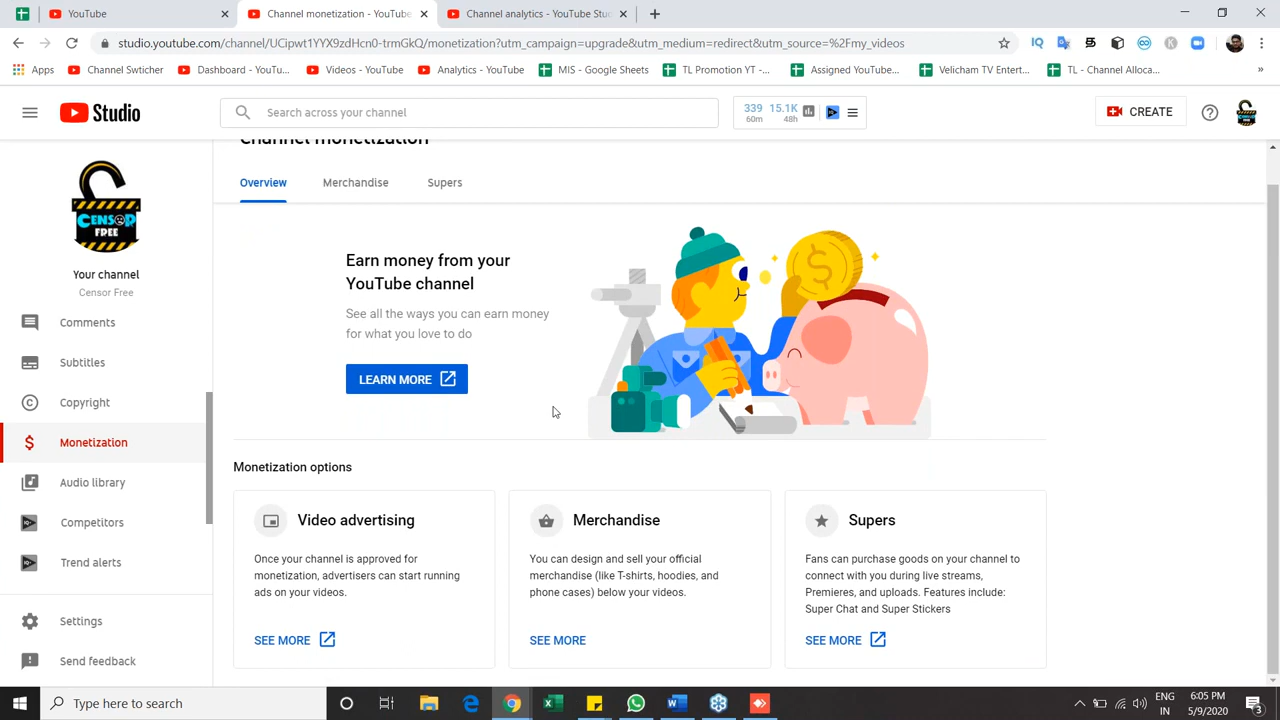 YouTube
Channel monetization - YouTube
Channel analytics - YouTube Stud
studio.youtube.com/channel/UCipwt1YYX9zdHcn0-trmGkQ/monetization?utm_campaign=upgrade&utm_medium=redirect&utm_source=%2Fmy_videos
Apps
Channel Swticher
Dashboard - YouTu...
Videos - YouTube
Analytics - YouTube
MIS - Google Sheets
TL Promotion YT -...
Assigned YouTube...
Velicham TV Entert...
TL - Channel Alloca...
Studio
Search across your channel
339 15.1K
60m 48h
CREATE
Channel monetization
Overview
Merchandise
Supers
CENSOR
FREE
Your channel
Censor Free
Comments
Subtitles
Copyright
Monetization
Audio library
Competitors
Trend alerts
Settings
Send feedback
Earn money from your
YouTube channel
See all the ways you can earn money
for what you love to do
LEARN MORE
Monetization options
Video advertising
Once your channel is approved for
monetization, advertisers can start running
ads on your videos.
SEE MORE
Merchandise
You can design and sell your official
merchandise (like T-shirts, hoodies, and
phone cases) below your videos.
SEE MORE
Supers
Fans can purchase goods on your channel to
connect with you during live streams,
Premieres, and uploads. Features include:
Super Chat and Super Stickers
SEE MORE
Type here to search
ENG
IN
6:05 PM
5/9/2020
3